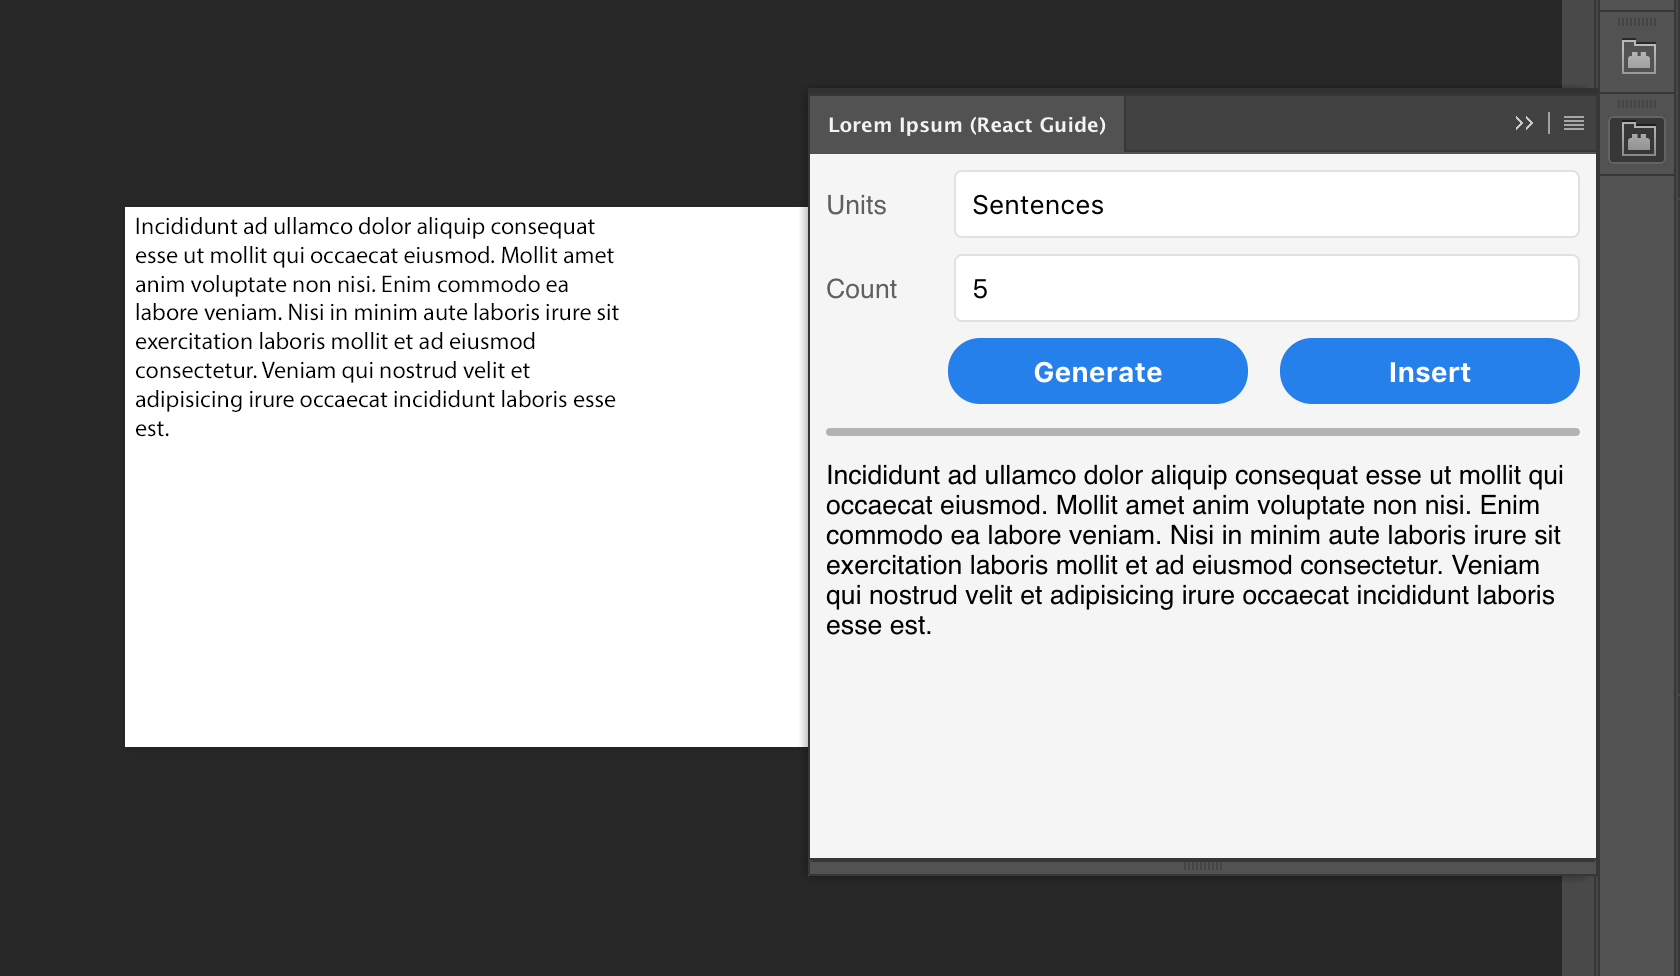 Incididunt ad ullamco dolor aliquip consequat
esse ut mollit qui occaecat eiusmod. Mollit amet
anim voluptate non nisi. Enim commodo ea
labore veniam. Nisi in minim aute laboris irure sit
exercitation laboris mollit et ad eiusmod
consectetur. Veniam qui nostrud velit et
adipisicing irure occaecat incididunt laboris esse
est.
Lorem Ipsum (React Guide)
Units Sentences
Count 5
Generate Insert
Incididunt ad ullamco dolor aliquip consequat esse ut mollit qui
occaecat eiusmod. Mollit amet anim voluptate non nisi. Enim
commodo ea labore veniam. Nisi in minim aute laboris irure sit
exercitation laboris mollit et ad eiusmod consectetur. Veniam
qui nostrud velit et adipisicing irure occaecat incididunt laboris
esse est.